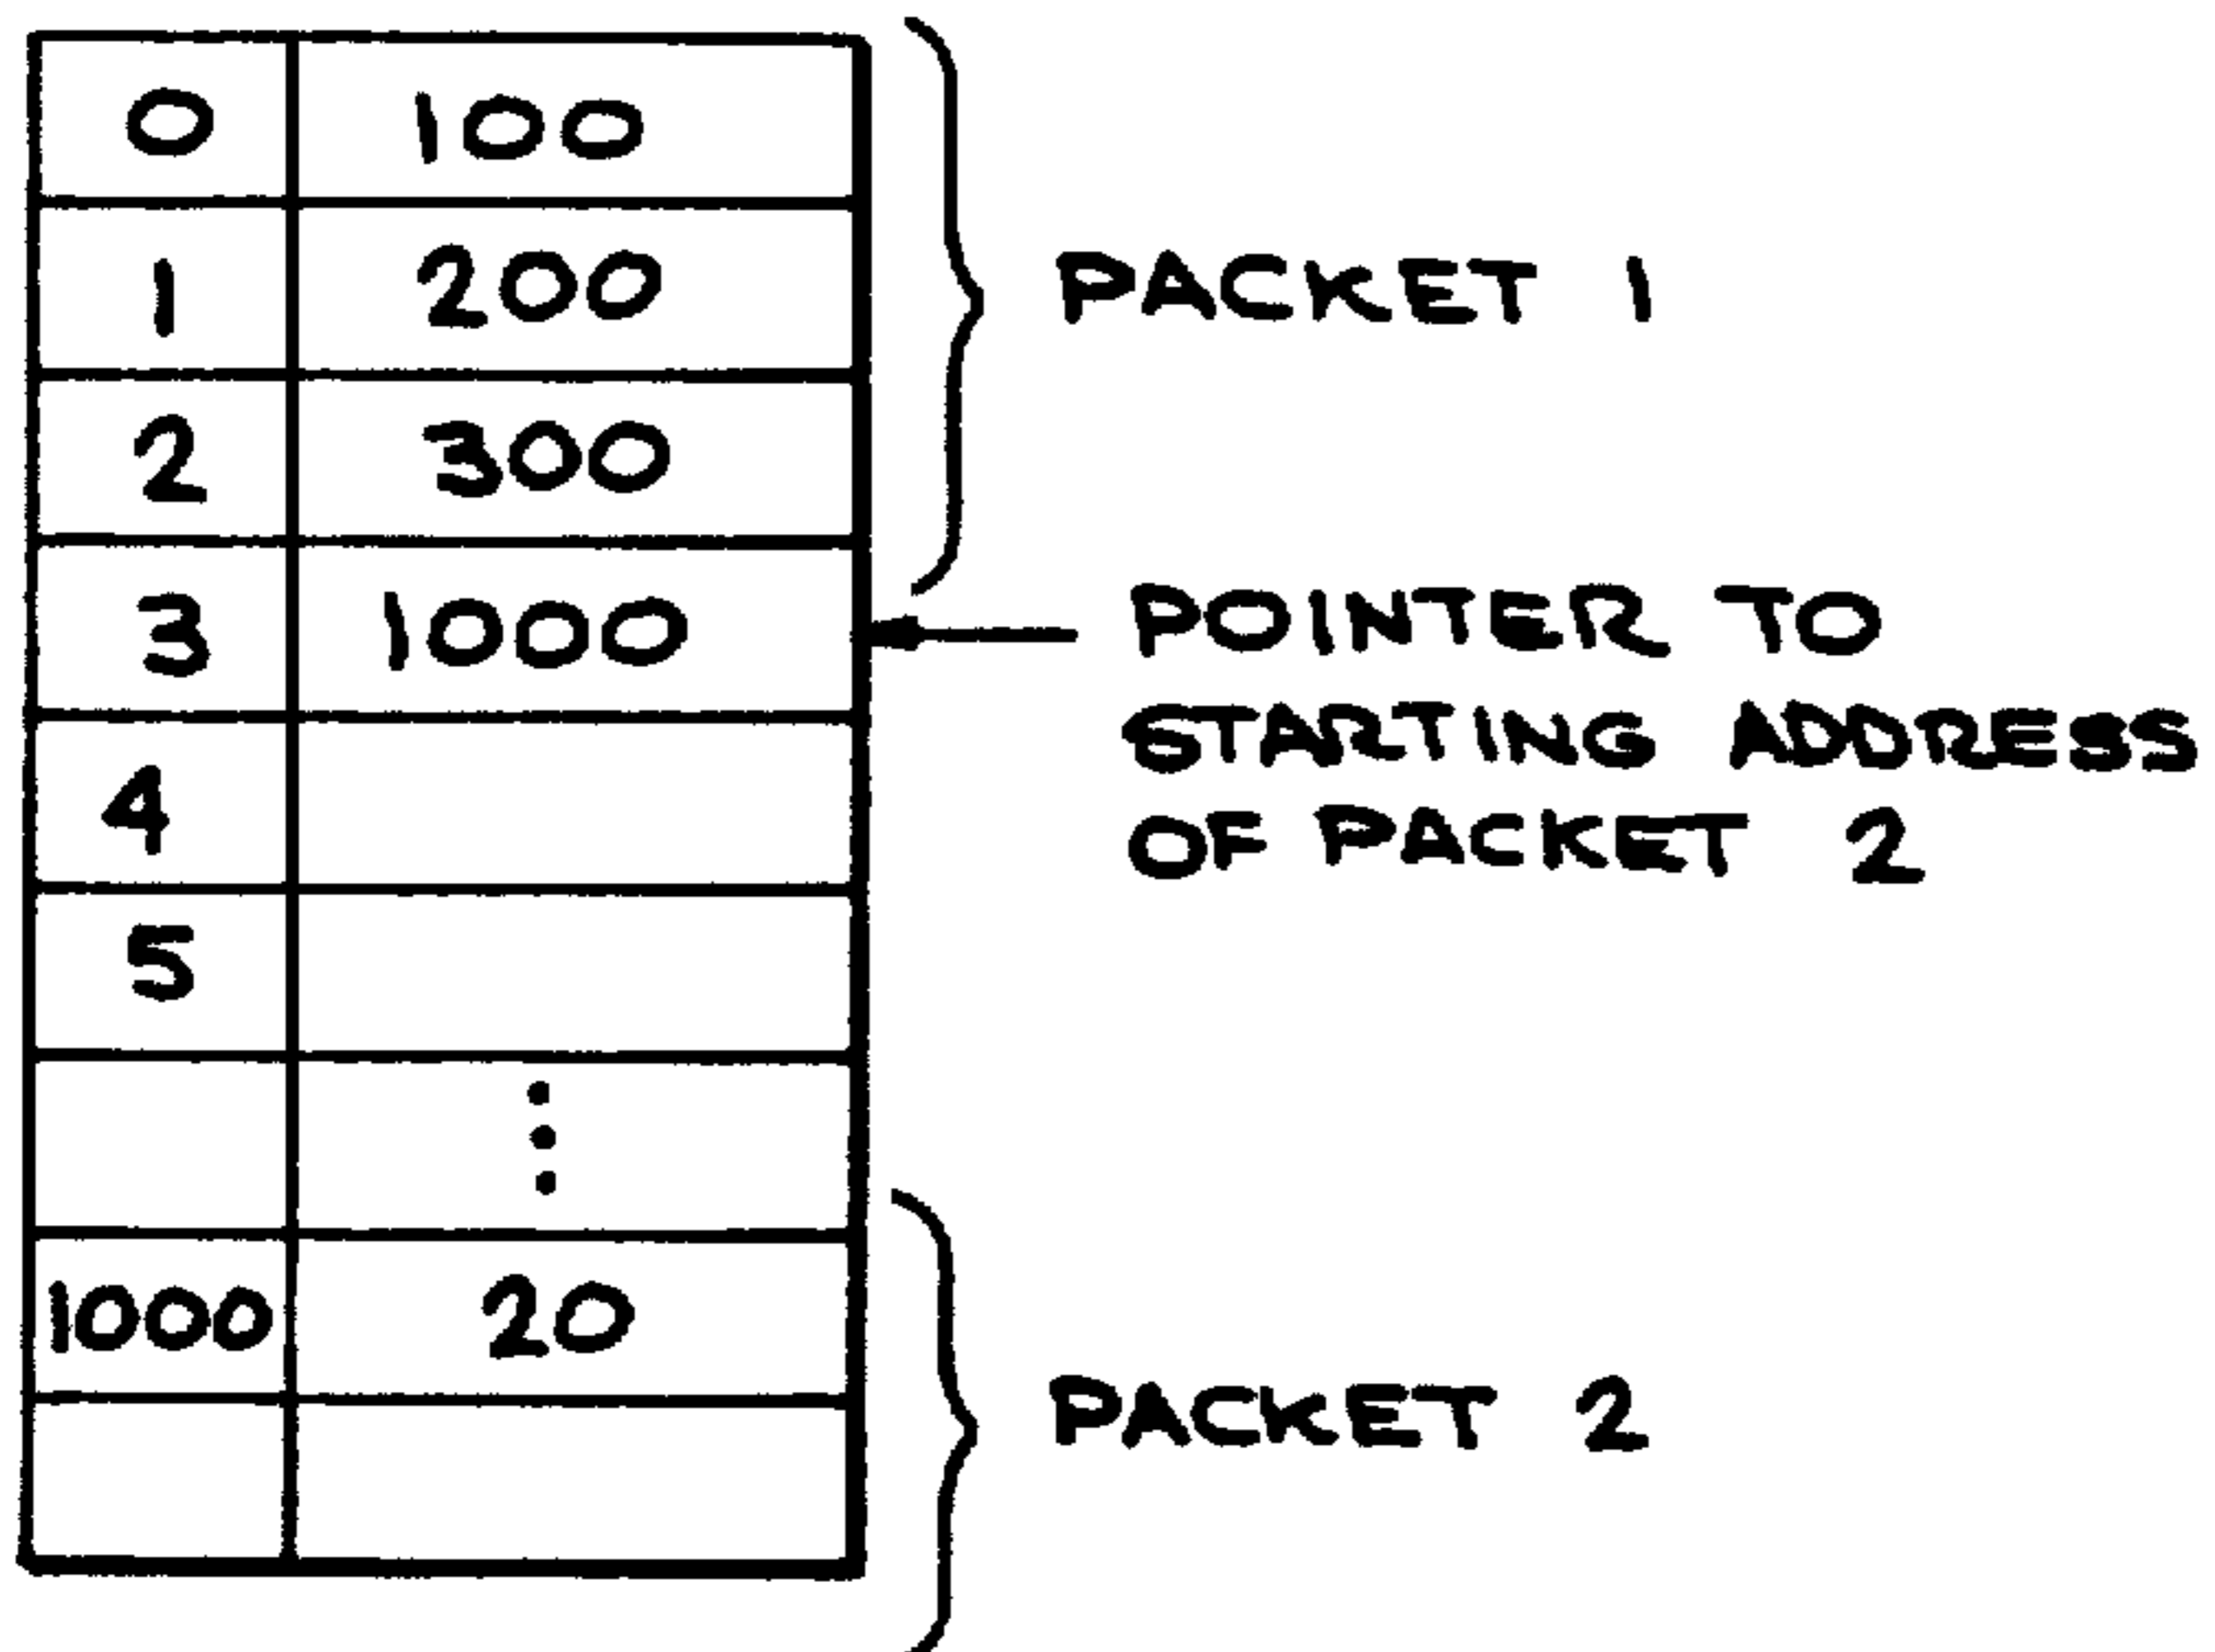 0 100
1 200
PACKET 1
2 300
3 1000
POINTER TO
STARTING ADDRESS
OF PACKET 2
4
5
1000 20
PACKET 2